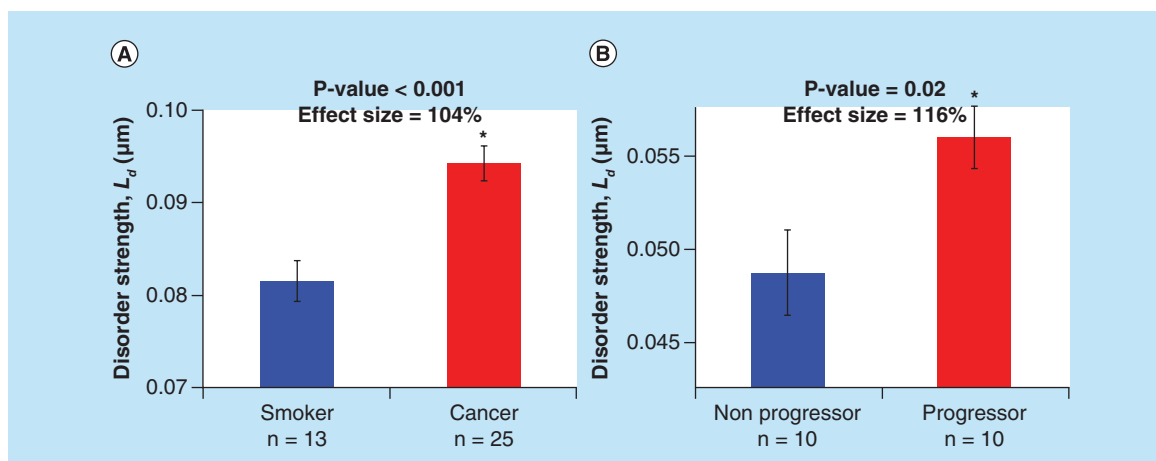 A
P-value < 0.001
Effect size = 104%
*
Disorder strength, Ld (µm)
0.10
0.09
0.08
0.07
Smoker
n = 13
Cancer
n = 25
B
P-value = 0.02
Effect size = 116%
*
Disorder strength, Ld (µm)
0.055
0.050
0.045
Non progressor
n = 10
Progressor
n = 10